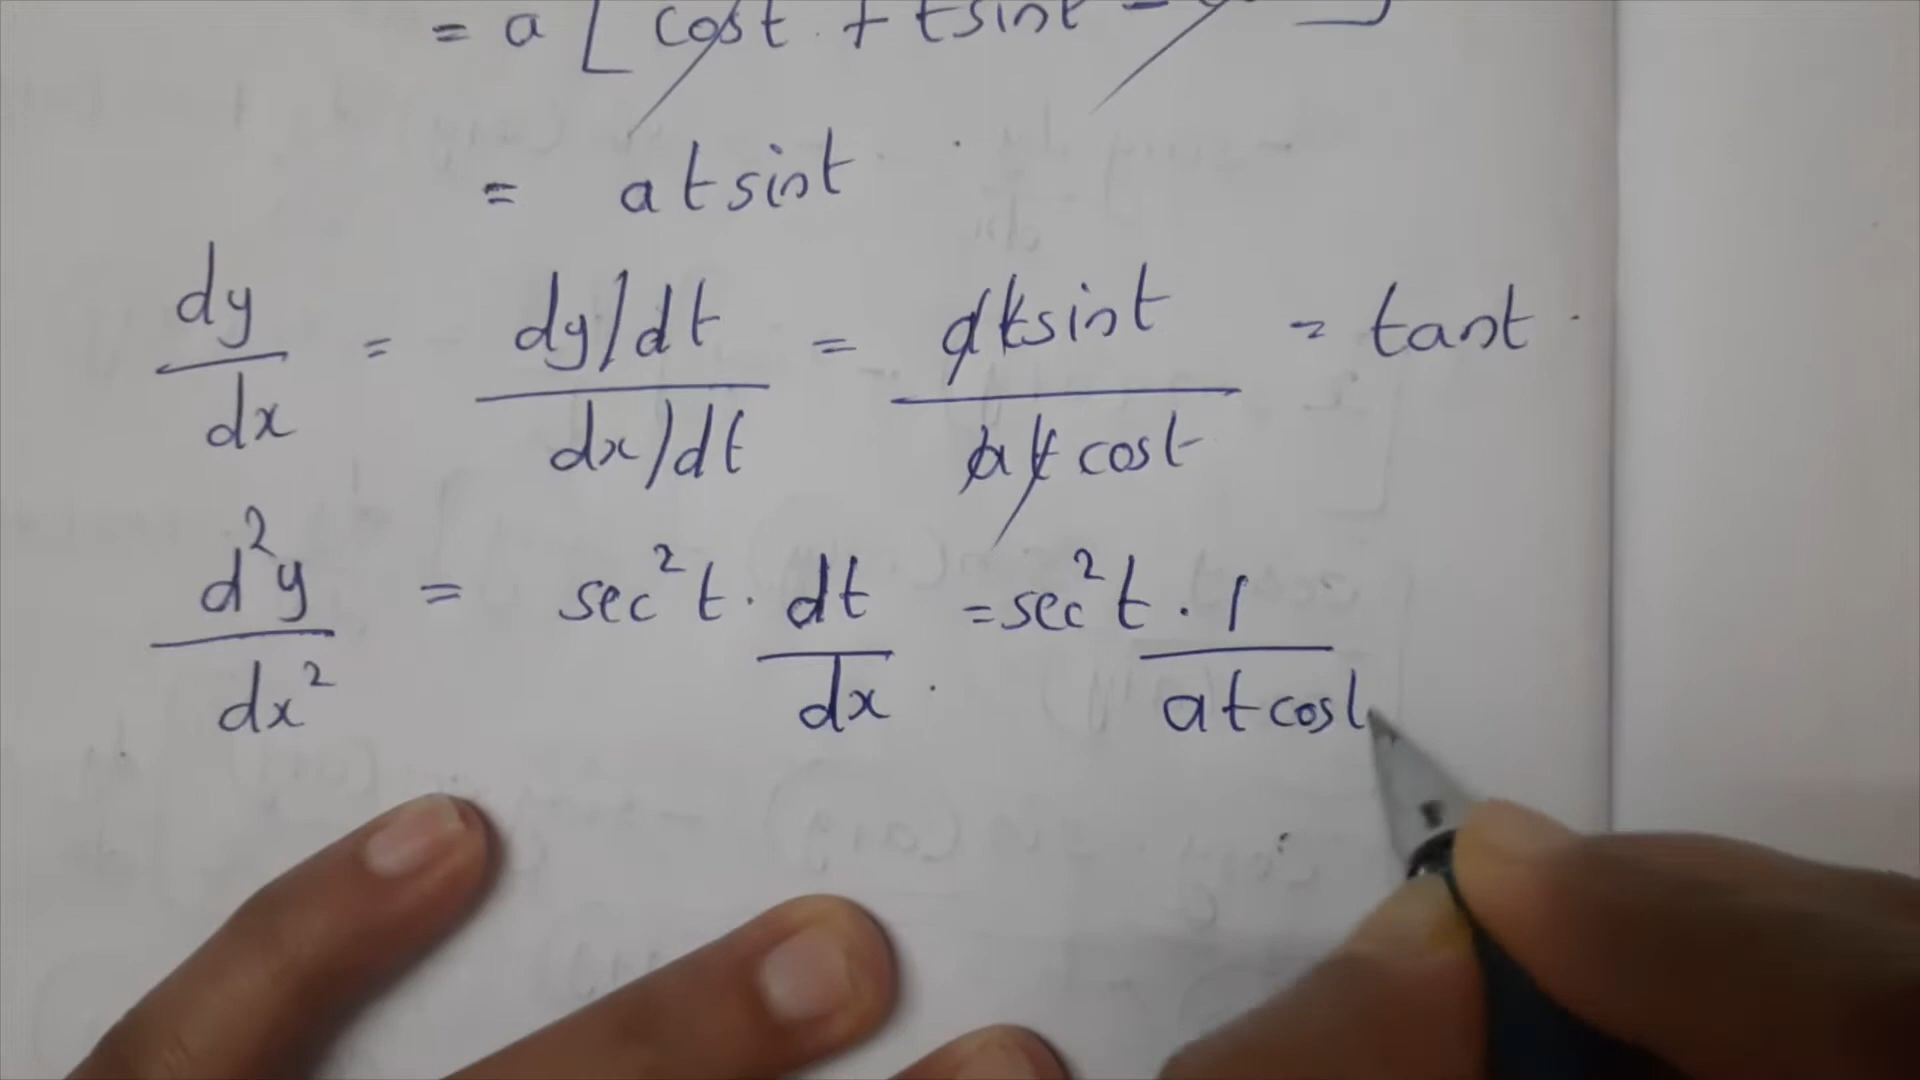 = a [ cost + tsint -
= atsint
dy/dx = (dy/dt)/(dx/dt) = atsint/atcost = tant.
d²y/dx² = sec²t . dt/dx = sec²t . 1/atcost